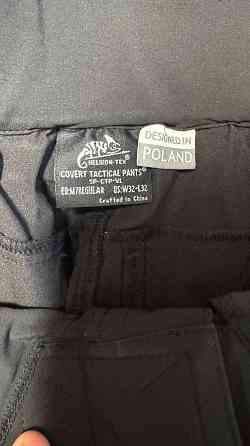 HELIKON-TEX®
COVERT TACTICAL PANTS®
SP-CTP-VL
EU:M/REGULAR US:W32-L32
Crafted in China
DESIGNED IN
POLAND